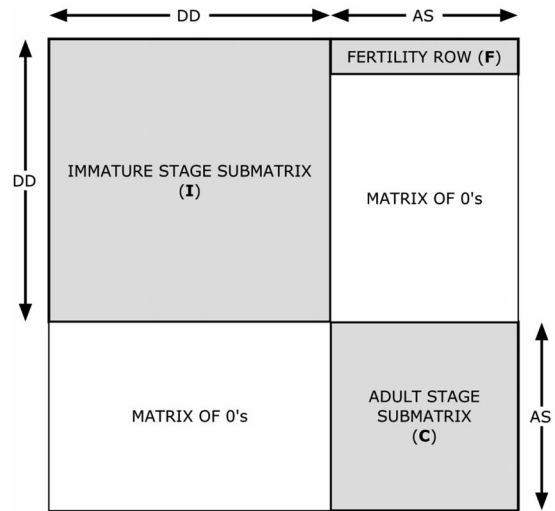 DD
AS
FERTILITY ROW (F)
DD
IMMATURE STAGE SUBMATRIX
(I)
MATRIX OF 0's
MATRIX OF 0's
ADULT STAGE
SUBMATRIX
(C)
AS